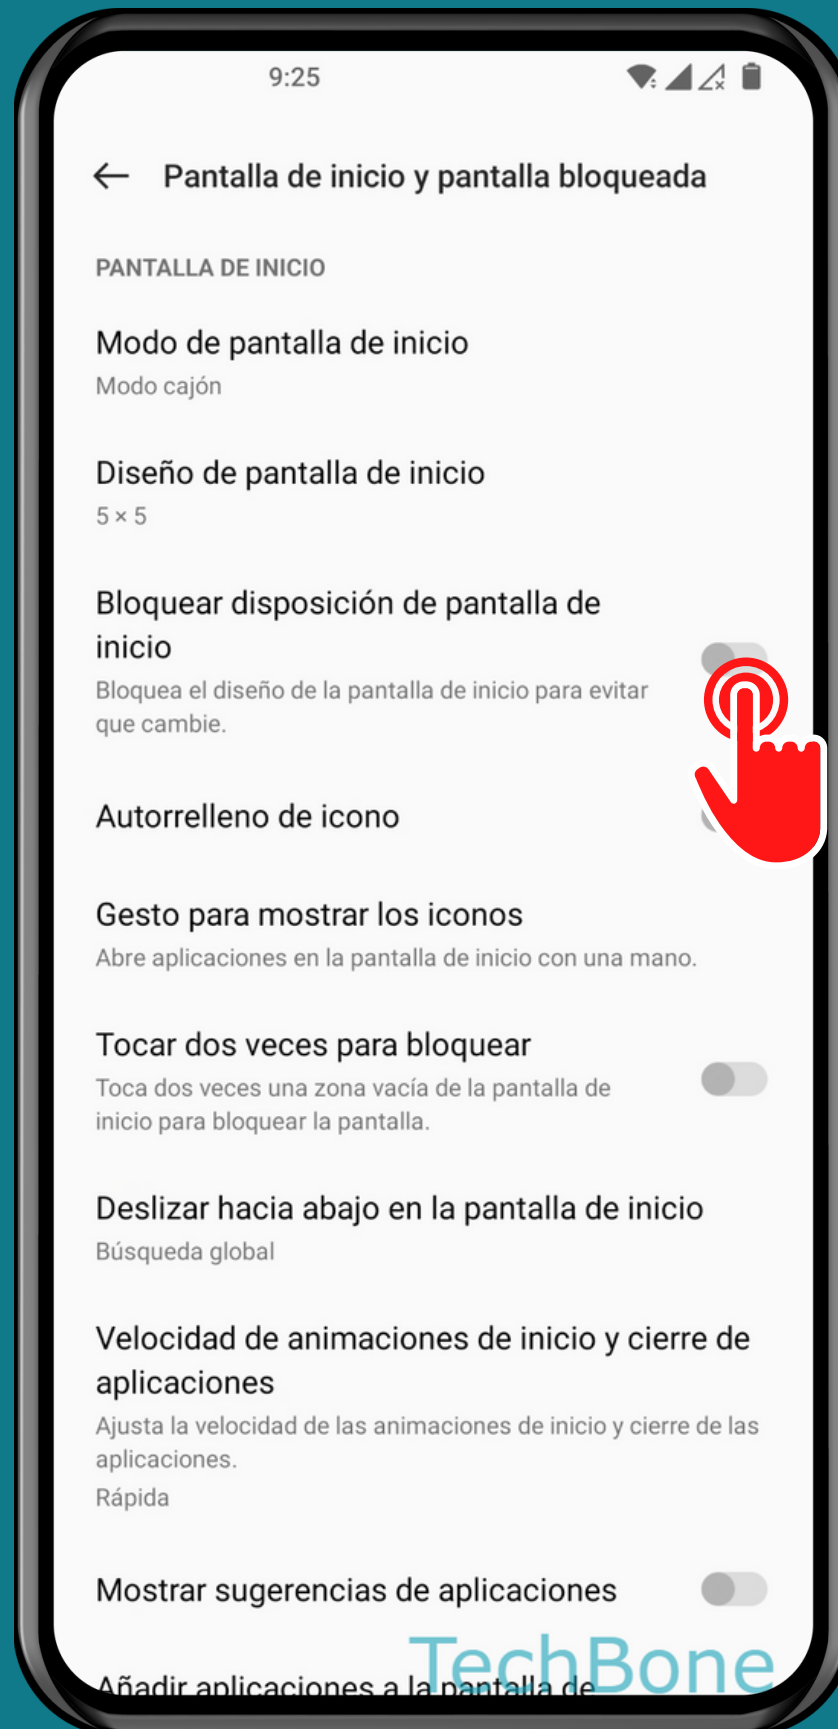 9:25
Pantalla de inicio y pantalla bloqueada
PANTALLA DE INICIO
Modo de pantalla de inicio
Modo cajón
Diseño de pantalla de inicio
5 × 5
Bloquear disposición de pantalla de
inicio
Bloquea el diseño de la pantalla de inicio para evitar
que cambie.
Autorrelleno de icono
Gesto para mostrar los iconos
Abre aplicaciones en la pantalla de inicio con una mano.
Tocar dos veces para bloquear
Toca dos veces una zona vacía de la pantalla de
inicio para bloquear la pantalla.
Deslizar hacia abajo en la pantalla de inicio
Búsqueda global
Velocidad de animaciones de inicio y cierre de
aplicaciones
Ajusta la velocidad de las animaciones de inicio y cierre de las
aplicaciones.
Rápida
Mostrar sugerencias de aplicaciones
Añadir aplicaciones a la pantalla de
TechBone